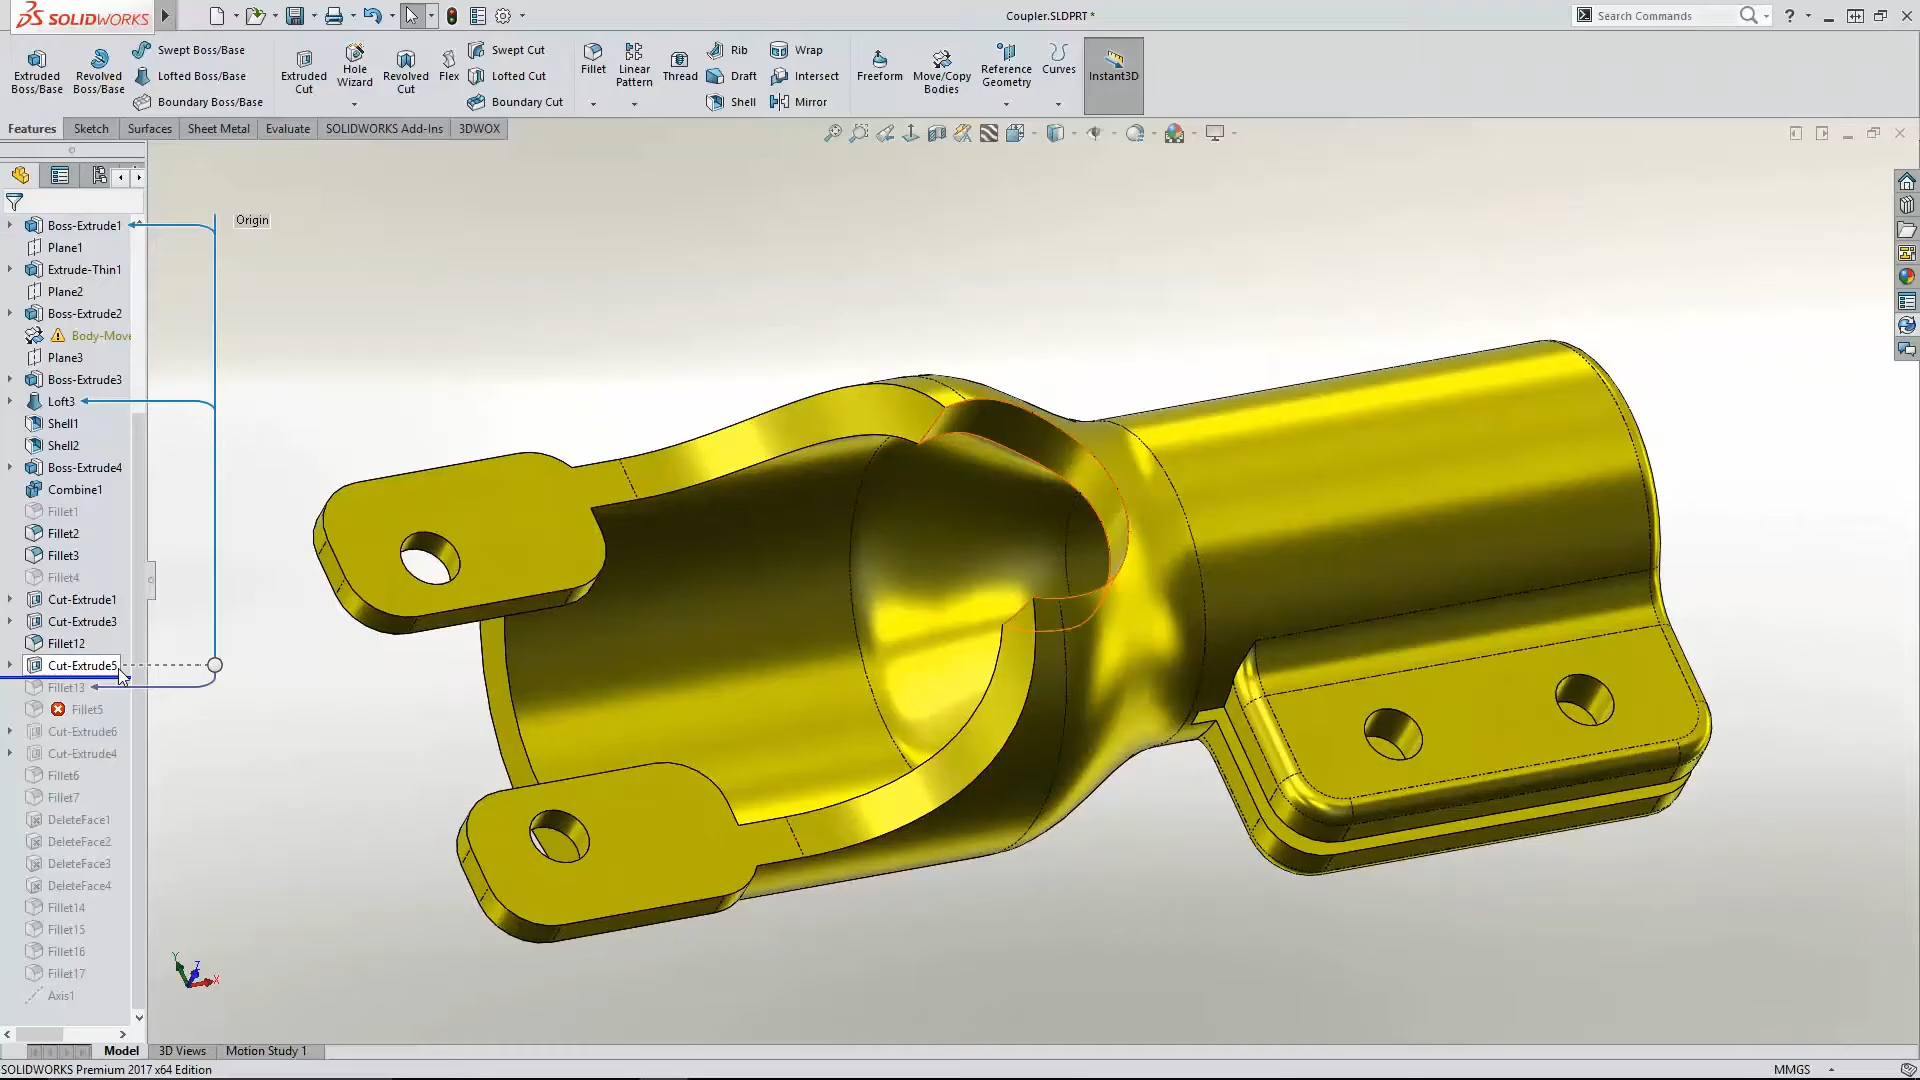 SOLIDWORKS
Coupler.SLDPRT *
Search Commands
?
Extruded Boss/Base
Revolved Boss/Base
Swept Boss/Base
Lofted Boss/Base
Boundary Boss/Base
Extruded Cut
Hole Wizard
Revolved Cut
Flex
Swept Cut
Lofted Cut
Boundary Cut
Fillet
Linear Pattern
Thread
Rib
Draft
Shell
Wrap
Intersect
Mirror
Freeform
Move/Copy Bodies
Reference Geometry
Curves
Instant3D
Features
Sketch
Surfaces
Sheet Metal
Evaluate
SOLIDWORKS Add-Ins
3DWOX
Origin
Boss-Extrude1
Plane1
Extrude-Thin1
Plane2
Boss-Extrude2
Body-Move
Plane3
Boss-Extrude3
Loft3
Shell1
Shell2
Boss-Extrude4
Combine1
Fillet1
Fillet2
Fillet3
Fillet4
Cut-Extrude1
Cut-Extrude3
Fillet12
Cut-Extrude5
Fillet13
Fillet5
Cut-Extrude6
Cut-Extrude4
Fillet6
Fillet7
DeleteFace1
DeleteFace2
DeleteFace3
DeleteFace4
Fillet14
Fillet15
Fillet16
Fillet17
Axis1
Y
Z
X
Model
3D Views
Motion Study 1
SOLIDWORKS Premium 2017 x64 Edition
MMGS